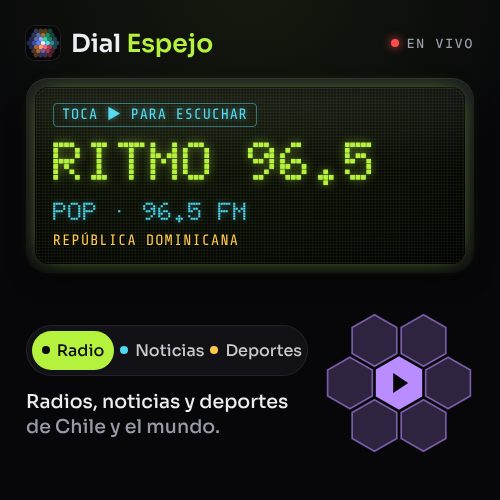 Dial Espejo
EN VIVO
TOCA ▶ PARA ESCUCHAR
RITMO 96.5
POP · 96.5 FM
REPÚBLICA DOMINICANA
Radio Noticias Deportes
Radios, noticias y deportes
de Chile y el mundo.